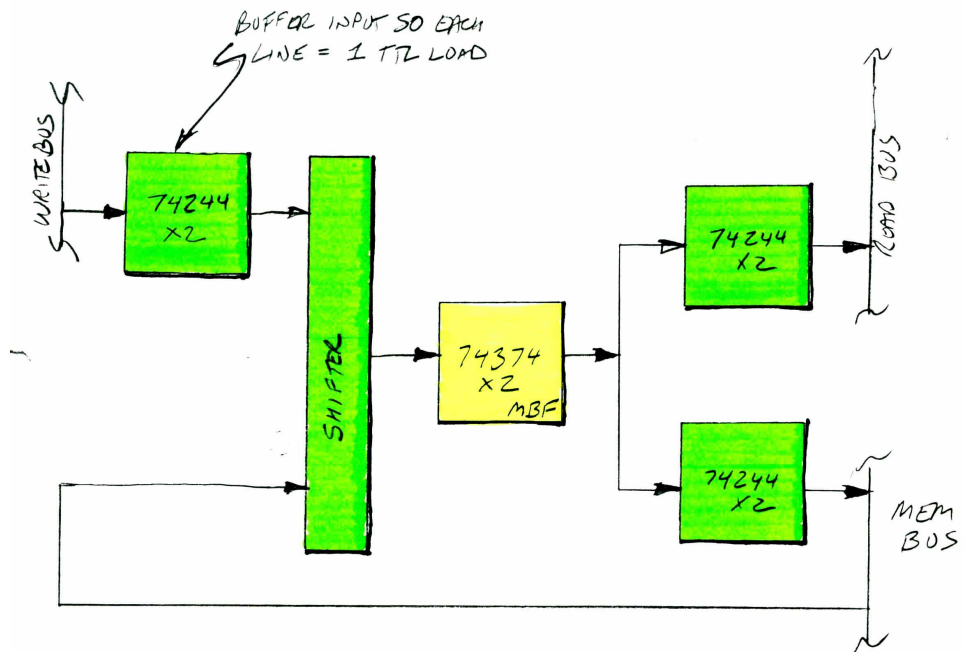 BUFFER INPUT SO EACH
LINE = 1 TTL LOAD
WRITE BUS
74244
X2
SHIFTER
74374
X2
MBF
74244
X2
READ BUS
74244
X2
MEM
BUS